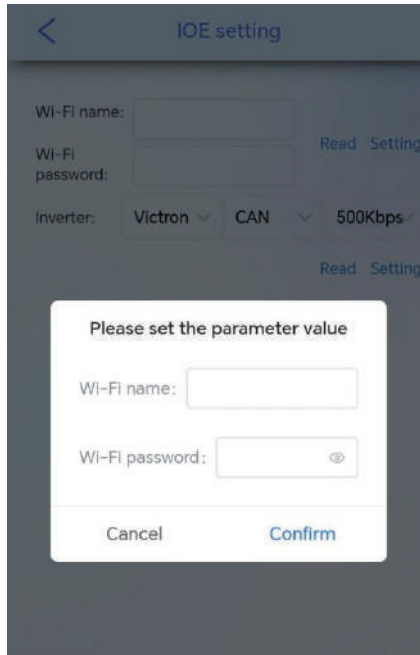 IOE setting
Wi-Fi name:
Read Setting
Wi-Fi
password:
Inverter: Victron CAN 500Kbps
Read Setting
Please set the parameter value
Wi-Fi name:
Wi-Fi password:
Cancel Confirm